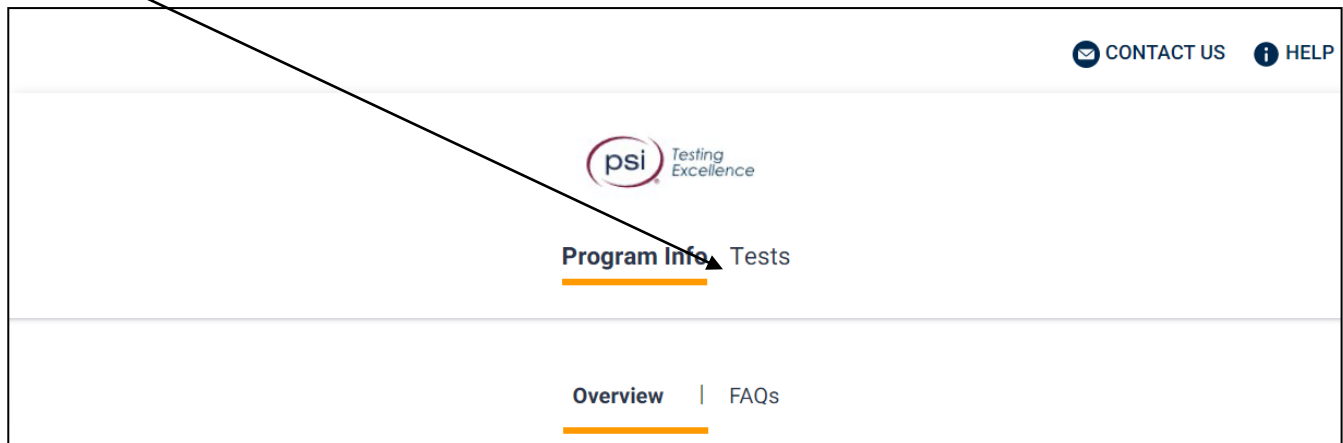 CONTACT US HELP
psi Testing
Excellence
Program Info Tests
Overview | FAQs